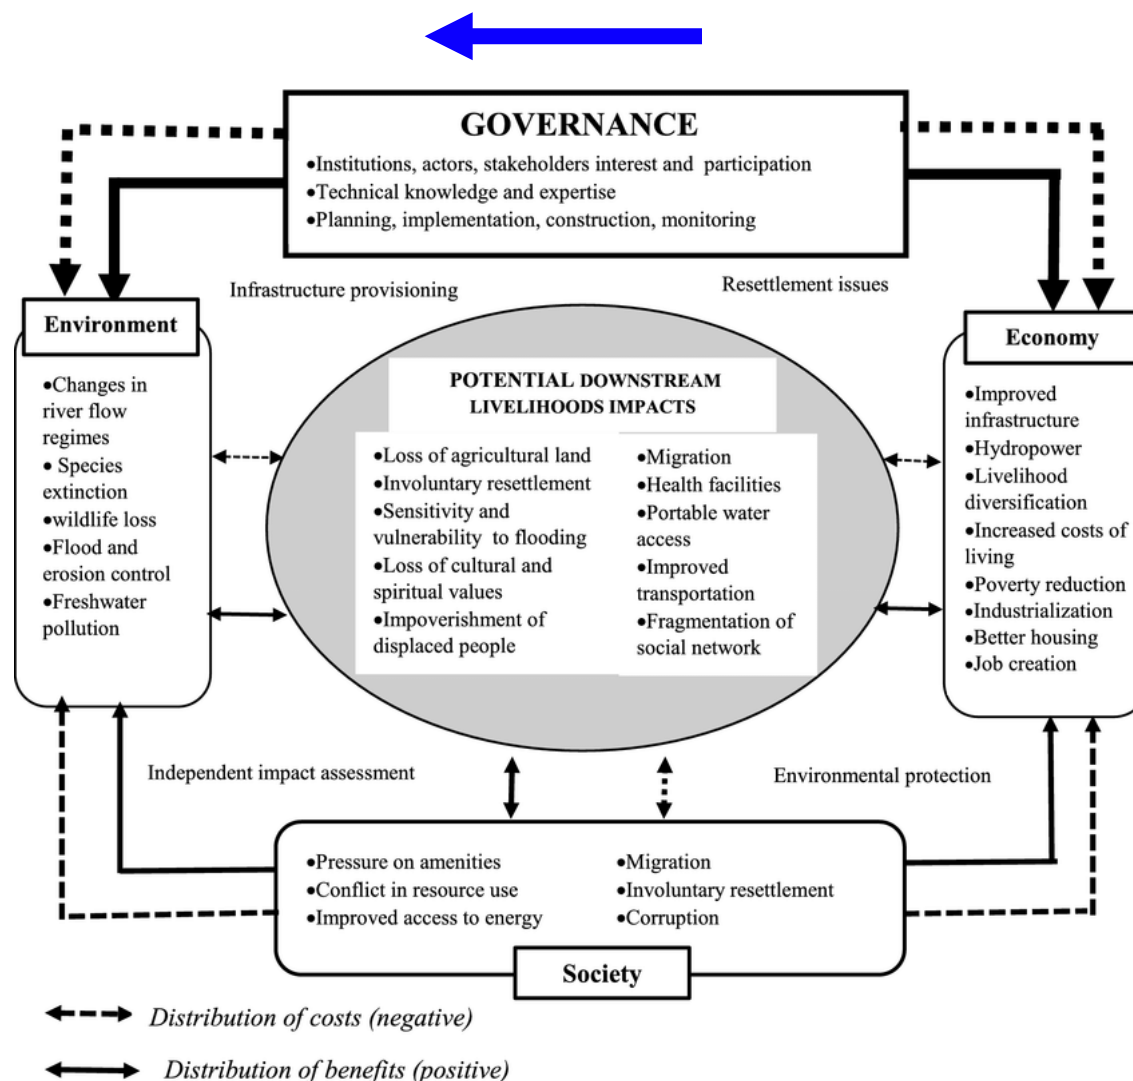 GOVERNANCE
•Institutions, actors, stakeholders interest and participation
•Technical knowledge and expertise
•Planning, implementation, construction, monitoring
Infrastructure provisioning
Resettlement issues
Environment
•Changes in
river flow
regimes
• Species
extinction
•wildlife loss
•Flood and
erosion control
•Freshwater
pollution
POTENTIAL DOWNSTREAM
LIVELIHOODS IMPACTS
•Loss of agricultural land
•Involuntary resettlement
•Sensitivity and
vulnerability to flooding
•Loss of cultural and
spiritual values
•Impoverishment of
displaced people
•Migration
•Health facilities
•Portable water
access
•Improved
transportation
•Fragmentation of
social network
Economy
•Improved
infrastructure
•Hydropower
•Livelihood
diversification
•Increased costs of
living
•Poverty reduction
•Industrialization
•Better housing
•Job creation
Independent impact assessment
Environmental protection
•Pressure on amenities
•Conflict in resource use
•Improved access to energy
•Migration
•Involuntary resettlement
•Corruption
Society
Distribution of costs (negative)
Distribution of benefits (positive)